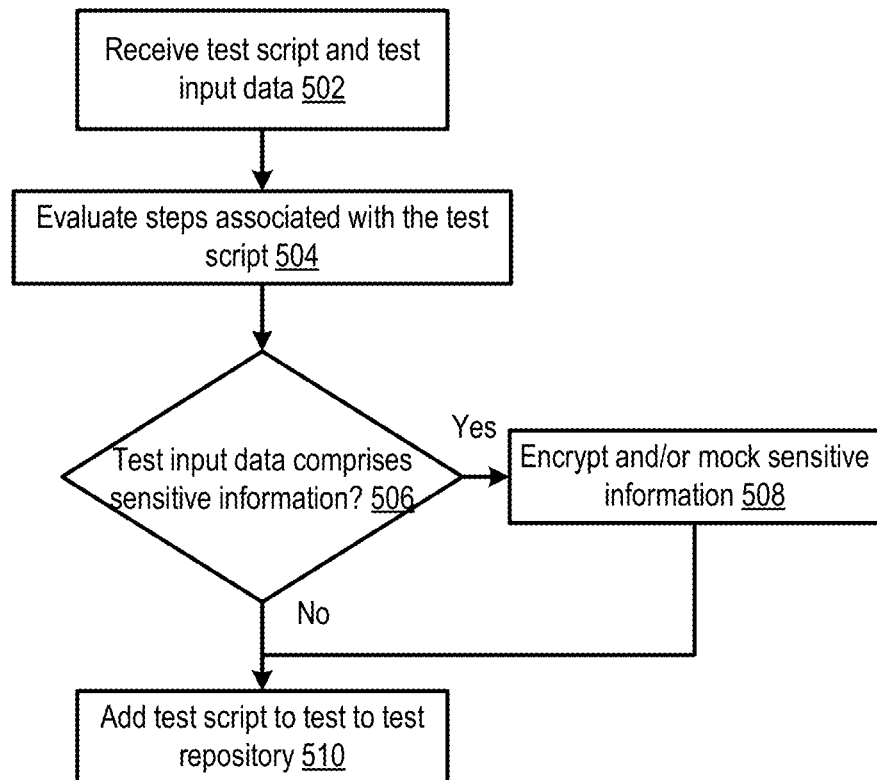 Receive test script and test
input data 502
Evaluate steps associated with the test
script 504
Test input data comprises
sensitive information? 506
Yes
Encrypt and/or mock sensitive
information 508
No
Add test script to test to test
repository 510